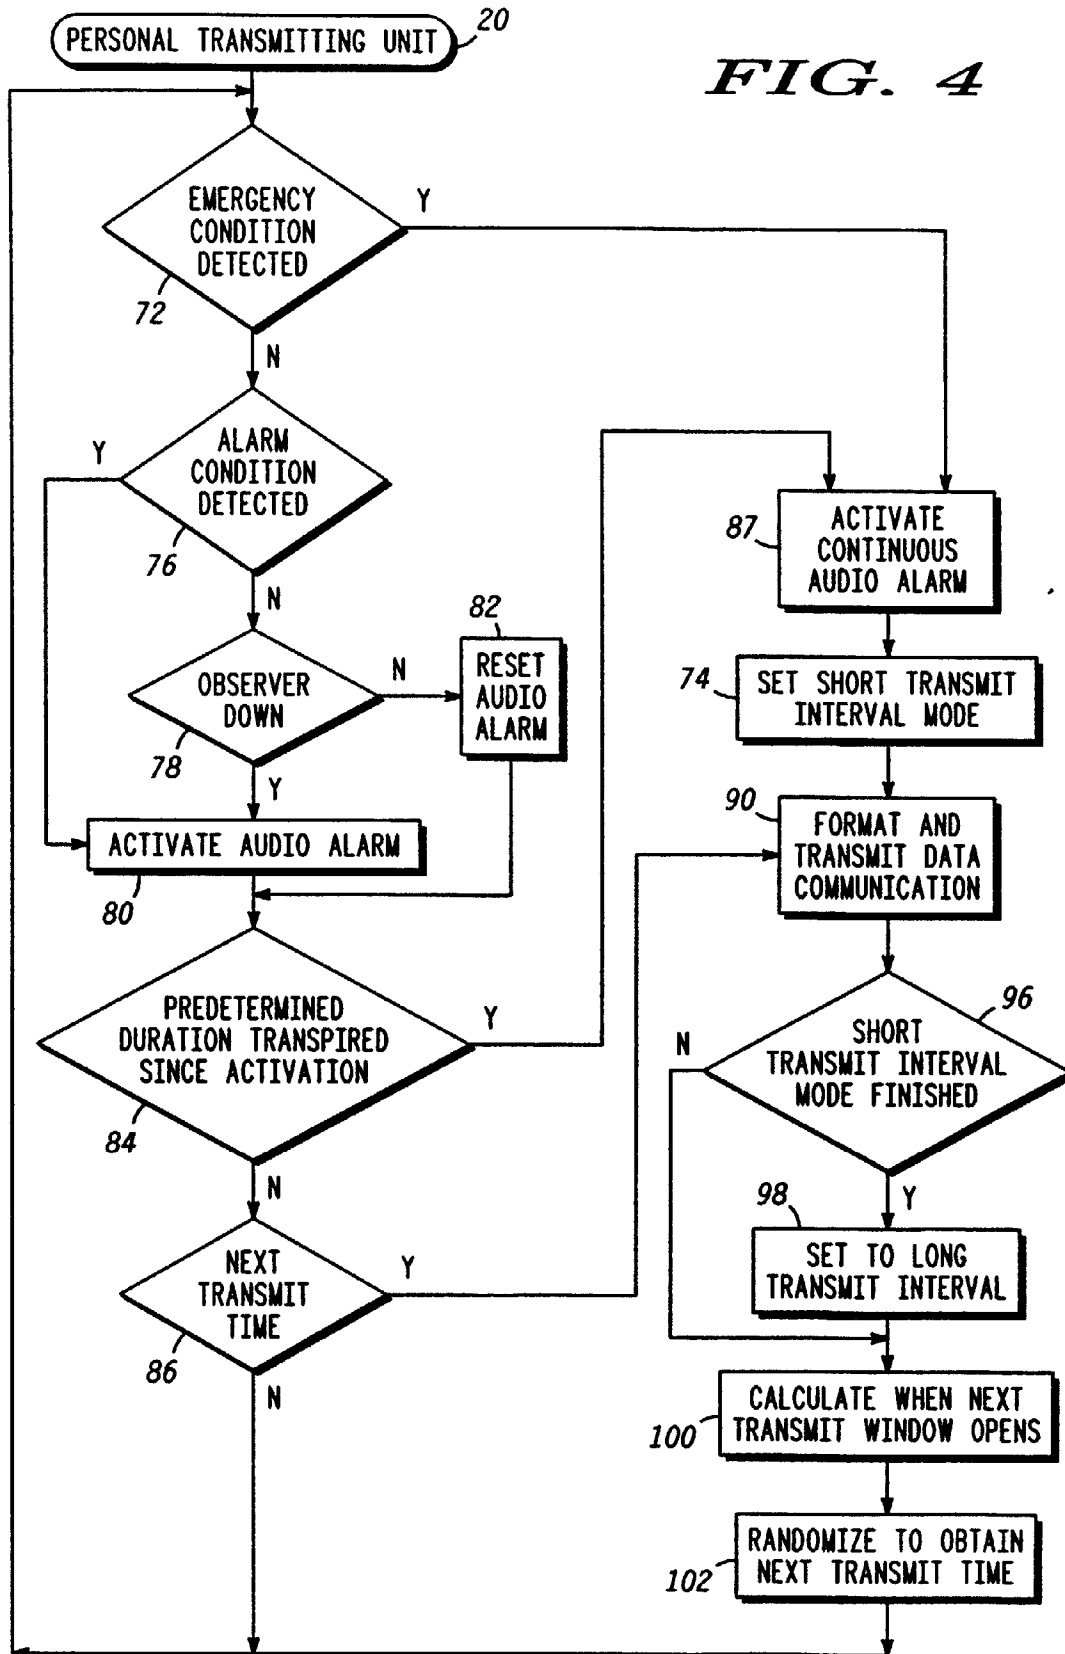 PERSONAL TRANSMITTING UNIT
20
FIG. 4
EMERGENCY
CONDITION
DETECTED
Y
72
N
ALARM
CONDITION
DETECTED
Y
76
N
OBSERVER
DOWN
N
78
Y
82
RESET
AUDIO
ALARM
ACTIVATE AUDIO ALARM
80
PREDETERMINED
DURATION TRANSPIRED
SINCE ACTIVATION
Y
84
N
NEXT
TRANSMIT
TIME
Y
86
N
87
ACTIVATE
CONTINUOUS
AUDIO ALARM
74
SET SHORT TRANSMIT
INTERVAL MODE
90
FORMAT AND
TRANSMIT DATA
COMMUNICATION
96
SHORT
TRANSMIT INTERVAL
MODE FINISHED
N
Y
98
SET TO LONG
TRANSMIT INTERVAL
CALCULATE WHEN NEXT
TRANSMIT WINDOW OPENS
100
RANDOMIZE TO OBTAIN
NEXT TRANSMIT TIME
102